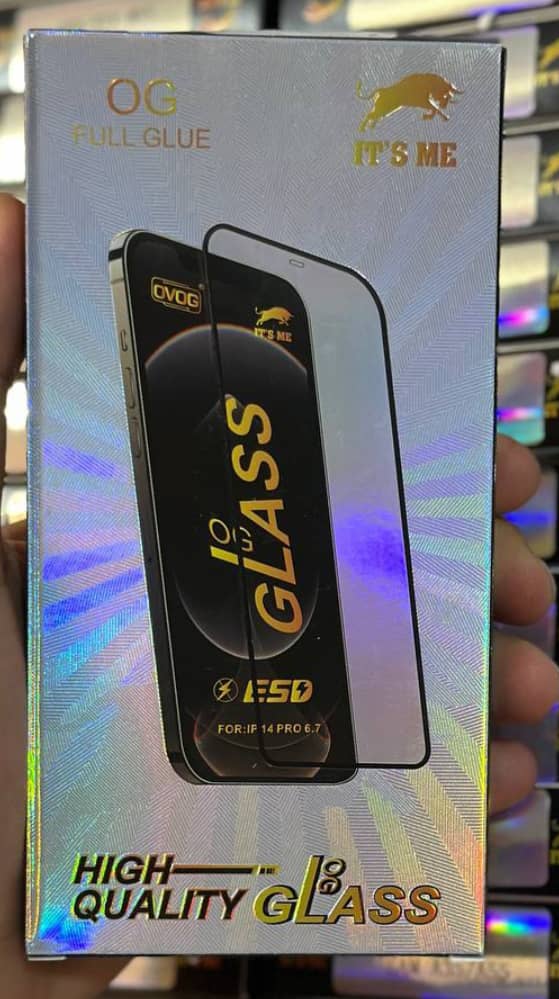 OG
FULL GLUE
IT'S ME
OVOG
IT'S ME
OG
GLASS
ESD
FOR:IP 14 PRO 6.7
HIGH
QUALITY
OG
GLASS